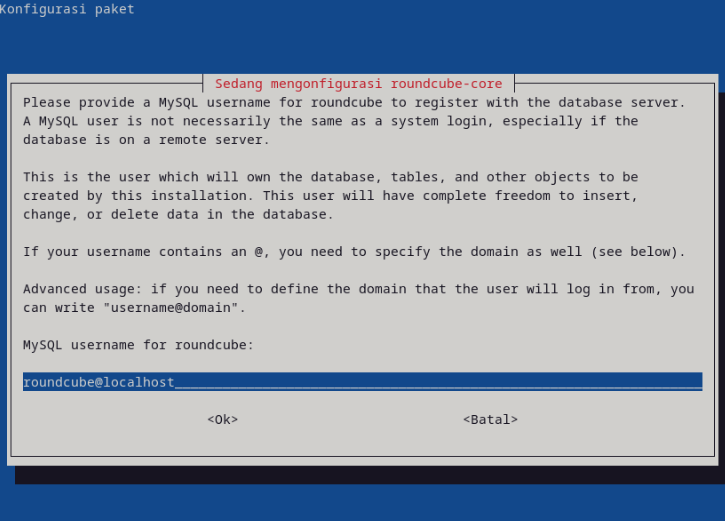 Konfigurasi paket
Sedang mengonfigurasi roundcube-core
Please provide a MySQL username for roundcube to register with the database server.
A MySQL user is not necessarily the same as a system login, especially if the
database is on a remote server.
This is the user which will own the database, tables, and other objects to be
created by this installation. This user will have complete freedom to insert,
change, or delete data in the database.
If your username contains an @, you need to specify the domain as well (see below).
Advanced usage: if you need to define the domain that the user will log in from, you
can write "username@domain".
MySQL username for roundcube:
roundcube@localhost
<Ok> <Batal>